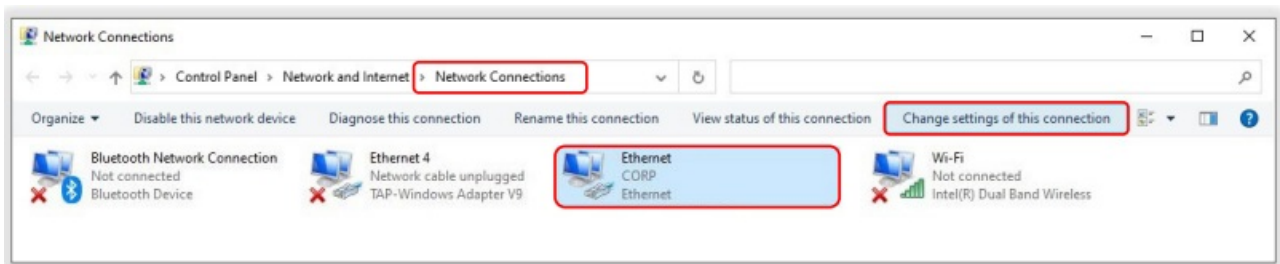 Network Connections
Control Panel > Network and Internet > Network Connections
Organize Disable this network device Diagnose this connection Rename this connection View status of this connection Change settings of this connection
Bluetooth Network Connection
Not connected
Bluetooth Device
Ethernet 4
Network cable unplugged
TAP-Windows Adapter V9
Ethernet
CORP
Ethernet
Wi-Fi
Not connected
Intel(R) Dual Band Wireless